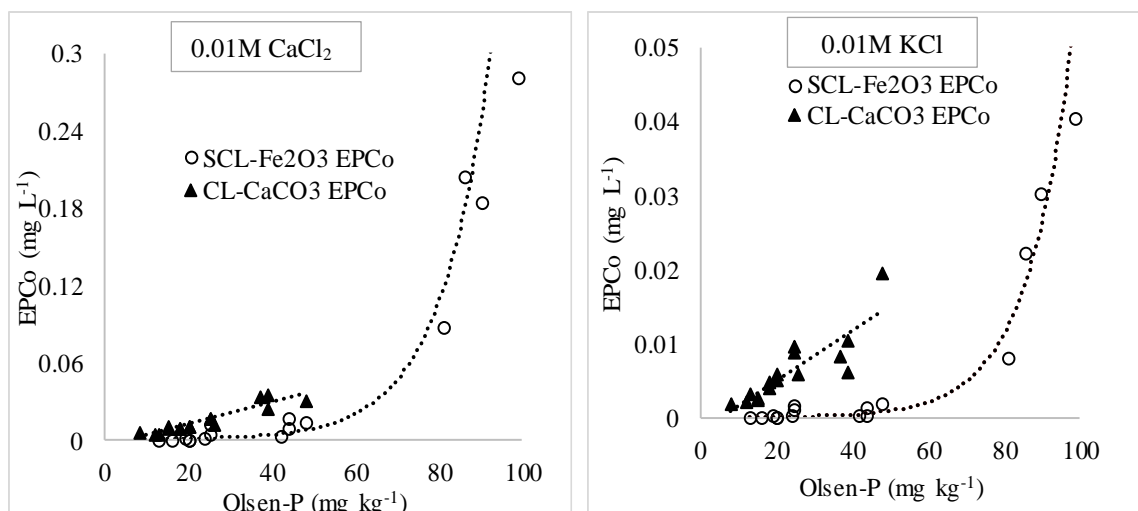 0.01M CaCl₂
0.3
0.24
0.18
0.12
0.06
0
EPCo (mg L⁻¹)
○ SCL-Fe2O3 EPCo
▲ CL-CaCO3 EPCo
0 20 40 60 80 100
Olsen-P (mg kg⁻¹)
0.01M KCl
0.05
0.04
0.03
0.02
0.01
0
EPCo (mg L⁻¹)
○ SCL-Fe2O3 EPCo
▲ CL-CaCO3 EPCo
0 20 40 60 80 100
Olsen-P (mg kg⁻¹)